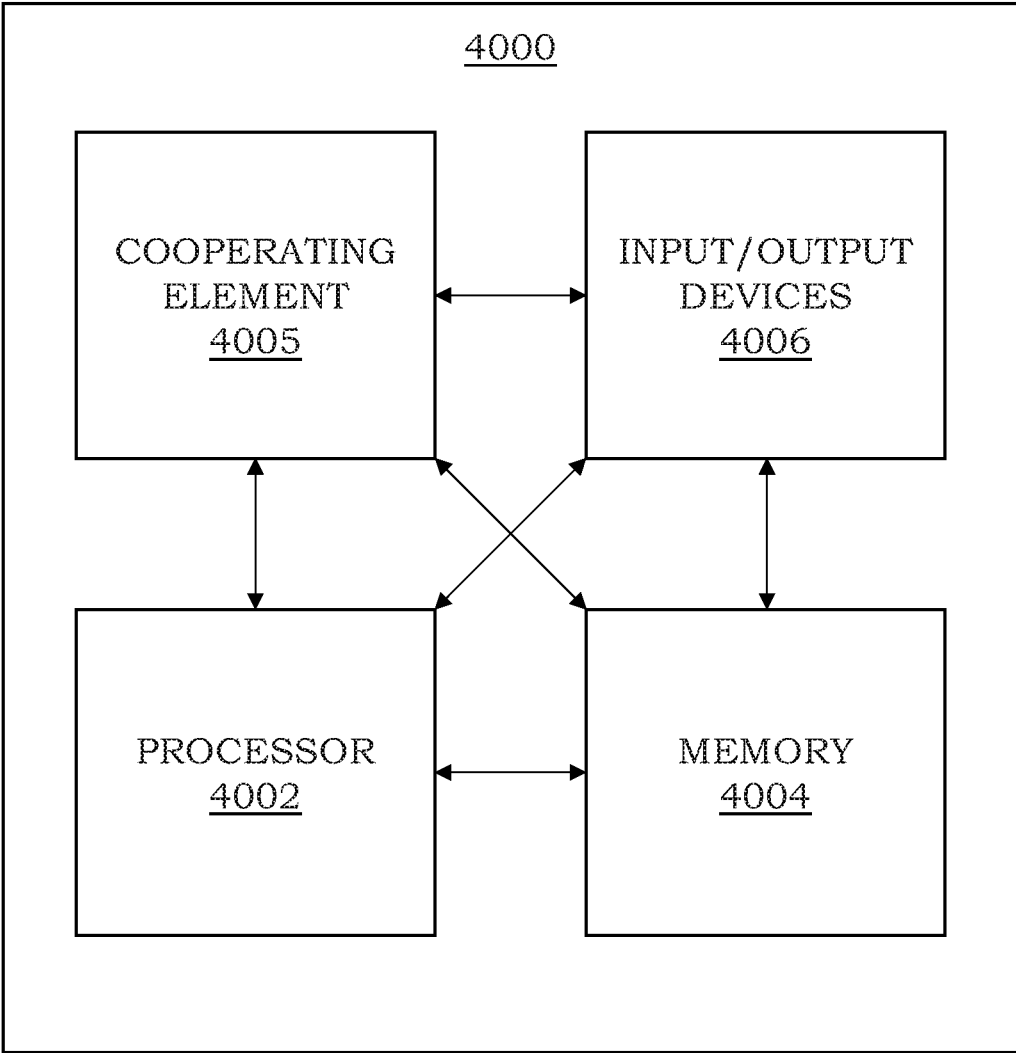 4000
COOPERATING
ELEMENT
4005
INPUT/OUTPUT
DEVICES
4006
PROCESSOR
4002
MEMORY
4004